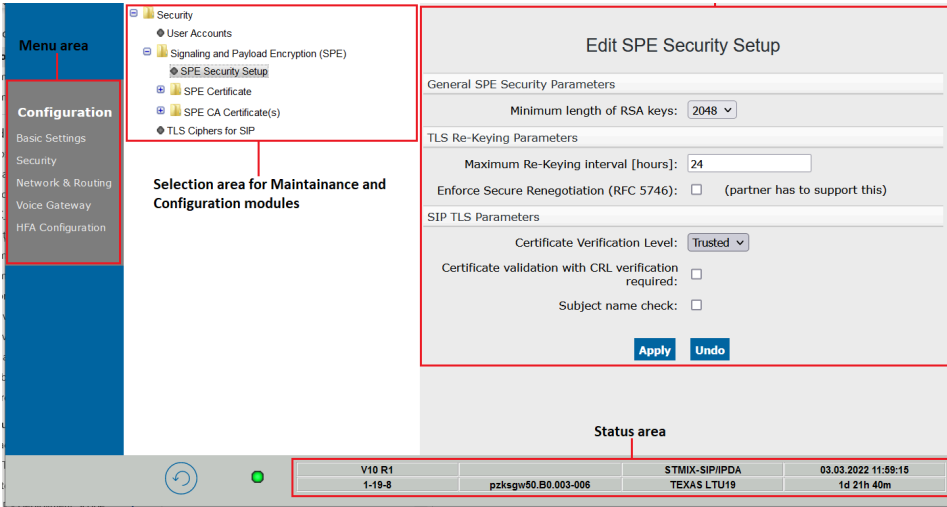 Menu area
Configuration
Basic Settings
Security
Network & Routing
Voice Gateway
HFA Configuration
Security
User Accounts
Signaling and Payload Encryption (SPE)
SPE Security Setup
SPE Certificate
SPE CA Certificate(s)
TLS Ciphers for SIP
Selection area for Maintainance and
Configuration modules
Edit SPE Security Setup
General SPE Security Parameters
Minimum length of RSA keys: 2048
TLS Re-Keying Parameters
Maximum Re-Keying interval [hours]: 24
Enforce Secure Renegotiation (RFC 5746): (partner has to support this)
SIP TLS Parameters
Certificate Verification Level: Trusted
Certificate validation with CRL verification
required:
Subject name check:
Apply Undo
Status area
V10 R1 STMIX-SIP/IPDA 03.03.2022 11:59:15
1-19-8 pzksgw50.B0.003-006 TEXAS LTU19 1d 21h 40m